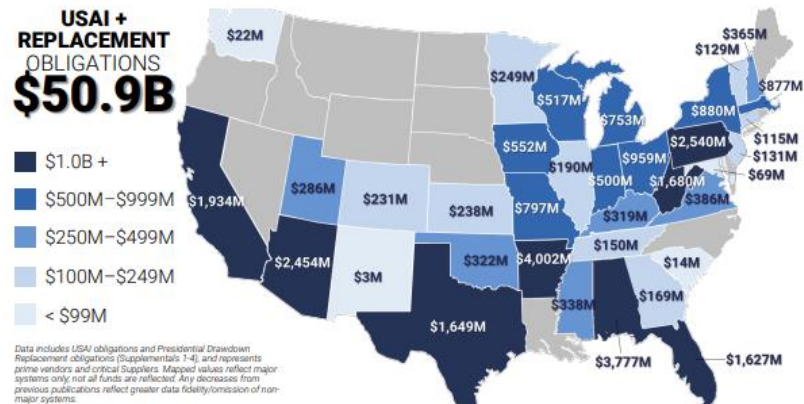 USAI +
REPLACEMENT
OBLIGATIONS
$50.9B
$1.0B +
$500M–$999M
$250M–$499M
$100M–$249M
< $99M
Data includes USAI obligations and Presidential Drawdown
Replacement obligations (Supplementals 1-4), and represents
prime vendors and critical Suppliers. Mapped values reflect major
systems only; not all funds are reflected. Any decreases from
previous publications reflect greater data fidelity/omission of non-
major systems.
$22M
$249M
$365M
$129M
$877M
$517M
$753M
$880M
$552M
$2,540M
$115M
$131M
$190M
$959M
$69M
$1,934M
$286M
$231M
$238M
$797M
$500M
$1,680M
$386M
$319M
$150M
$2,454M
$3M
$322M
$4,002M
$14M
$338M
$169M
$1,649M
$3,777M
$1,627M